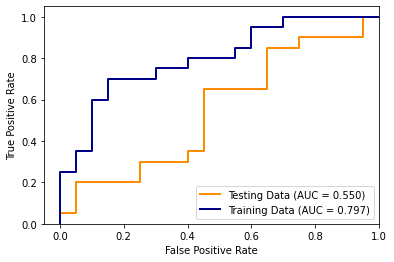 1.0
0.8
0.6
0.4
0.2
0.0
True Positive Rate
Testing Data (AUC = 0.550)
Training Data (AUC = 0.797)
0.0 0.2 0.4 0.6 0.8 1.0
False Positive Rate